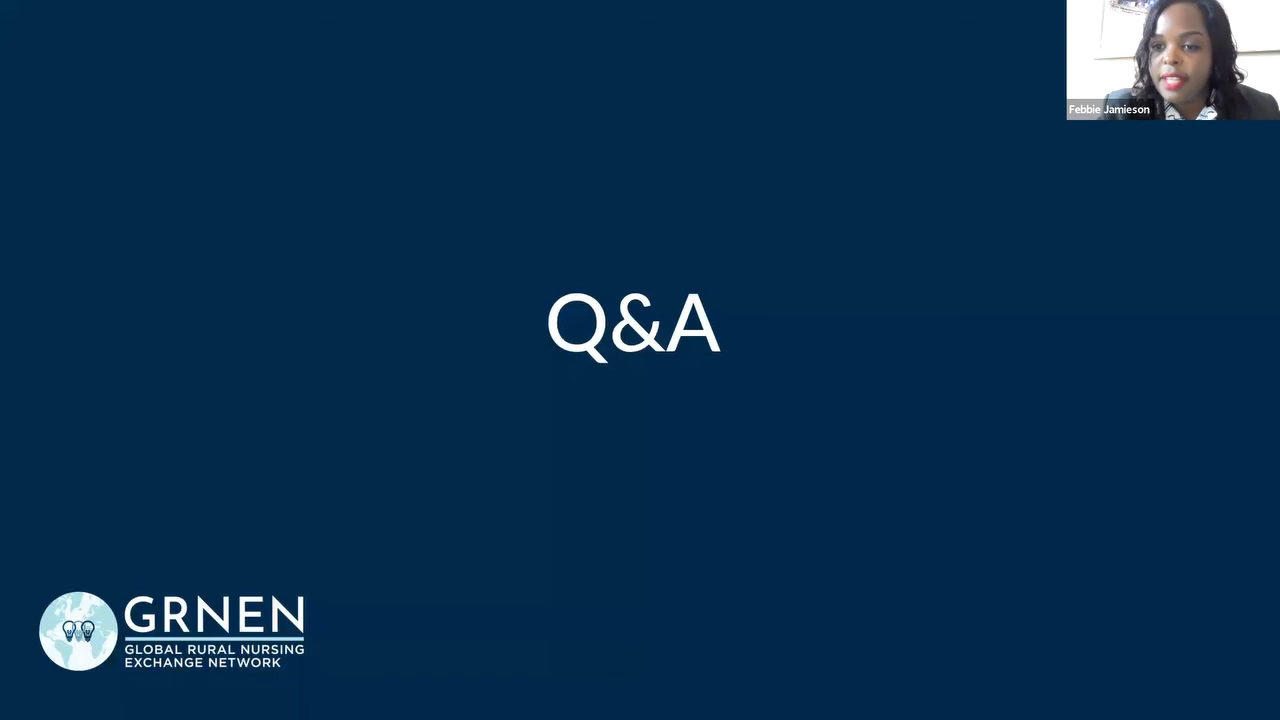 Febbie Jamieson
Q&A
GRNEN
GLOBAL RURAL NURSING
EXCHANGE NETWORK